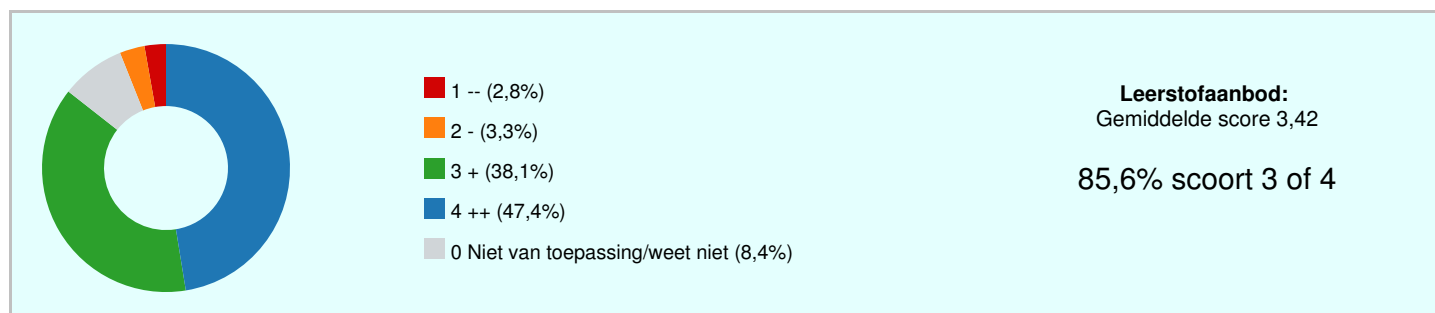 1 -- (2,8%)
2 - (3,3%)
3 + (38,1%)
4 ++ (47,4%)
0 Niet van toepassing/weet niet (8,4%)
Leerstofaanbod:
Gemiddelde score 3,42
85,6% scoort 3 of 4